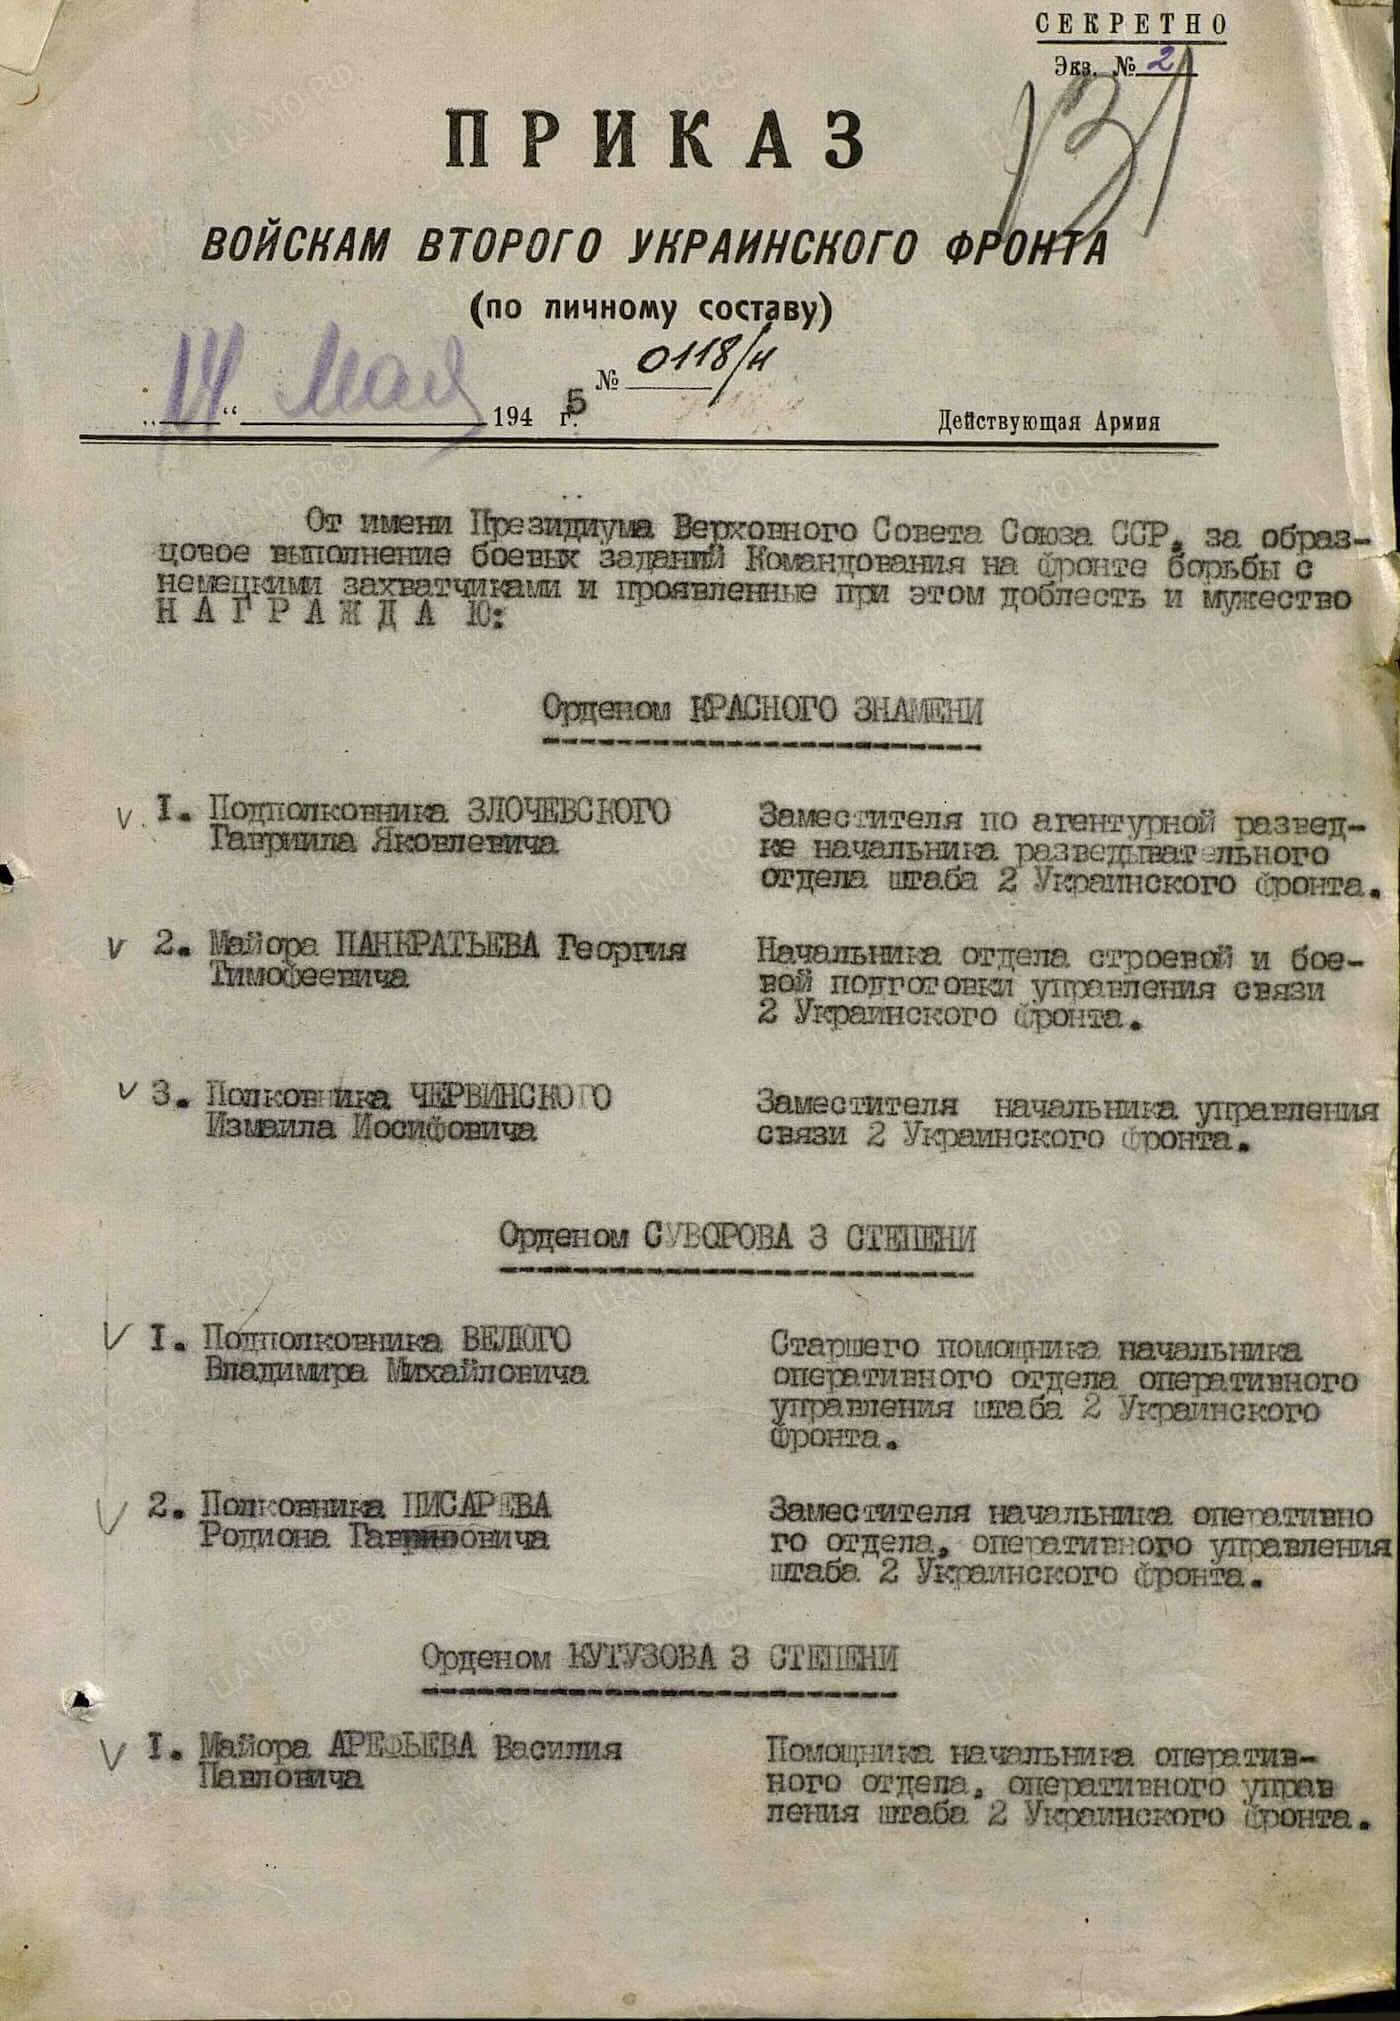 СЕКРЕТНО
Экз. № 2
131
ПРИКАЗ
ВОЙСКАМ ВТОРОГО УКРАИНСКОГО ФРОНТА
(по личному составу)
№ 0118/н
„14“ Мая 1945 г.
Действующая Армия
От имени Президиума Верховного Совета Союза ССР, за образ-
цовое выполнение боевых заданий Командования на фронте борьбы с
немецкими захватчиками и проявленные при этом доблесть и мужество
НАГРАЖДАЮ:
Орденом КРАСНОГО ЗНАМЕНИ
1. Подполковника ЗЛОЧЕВСКОГО
Гавриила Яковлевича
Заместителя по агентурной развед-
ке начальника разведывательного
отдела штаба 2 Украинского фронта.
2. Майора ПАНКРАТЬЕВА Георгия
Тимофеевича
Начальника отдела строевой и бое-
вой подготовки управления связи
2 Украинского фронта.
3. Полковника ЧЕРВИНСКОГО
Измаила Иосифовича
Заместителя начальника управления
связи 2 Украинского фронта.
Орденом СУВОРОВА 3 СТЕПЕНИ
1. Подполковника ВЕЛЮГО
Владимира Михайловича
Старшего помощника начальника
оперативного отдела оперативного
управления штаба 2 Украинского
фронта.
2. Полковника ПИСАРЕВА
Родиона
Заместителя начальника оперативно
го отдела, оперативного управления
штаба 2 Украинского фронта.
Орденом КУТУЗОВА 3 СТЕПЕНИ
1. Майора АРЕФЬЕВА Василия
Павловича
Помощника начальника оператив-
ного отдела, оперативного управ
ления штаба 2 Украинского фронта.